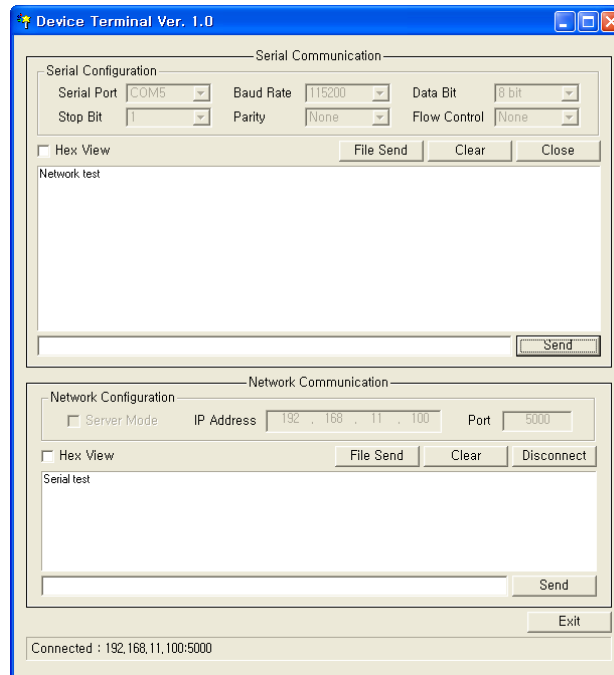 Device Terminal Ver. 1.0
Serial Communication
Serial Configuration
Serial Port COM5 Baud Rate 115200 Data Bit 8 bit
Stop Bit 1 Parity None Flow Control None
Hex View File Send Clear Close
Network test
Send
Network Communication
Network Configuration
Server Mode IP Address 192 . 168 . 11 . 100 Port 5000
Hex View File Send Clear Disconnect
Serial test
Send
Exit
Connected : 192.168.11.100:5000